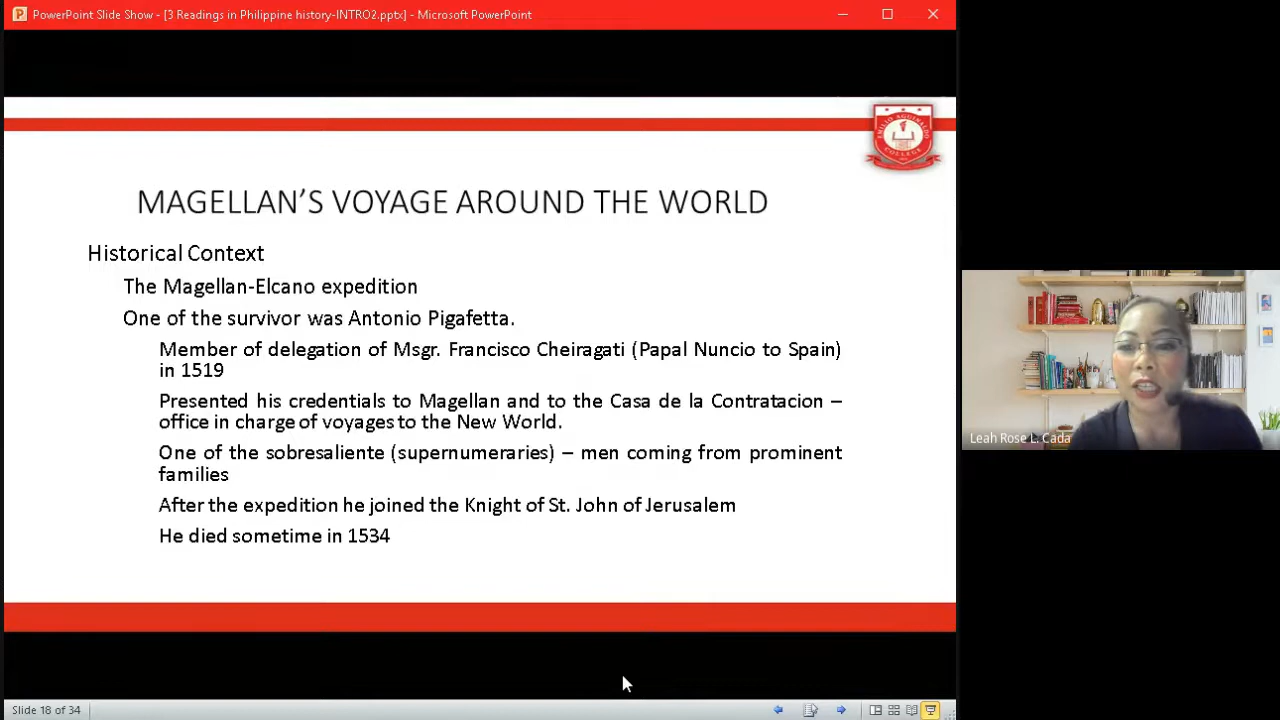 PowerPoint Slide Show - [3 Readings in Philippine history-INTRO2.pptx] - Microsoft PowerPoint
EMILIO AGUINALDO
COLLEGE
MAGELLAN’S VOYAGE AROUND THE WORLD
Historical Context
The Magellan-Elcano expedition
One of the survivor was Antonio Pigafetta.
Member of delegation of Msgr. Francisco Cheiragati (Papal Nuncio to Spain)
in 1519
Presented his credentials to Magellan and to the Casa de la Contratacion –
office in charge of voyages to the New World.
One of the sobresaliente (supernumeraries) – men coming from prominent
families
After the expedition he joined the Knight of St. John of Jerusalem
He died sometime in 1534
Leah Rose L. Cada
Slide 18 of 34